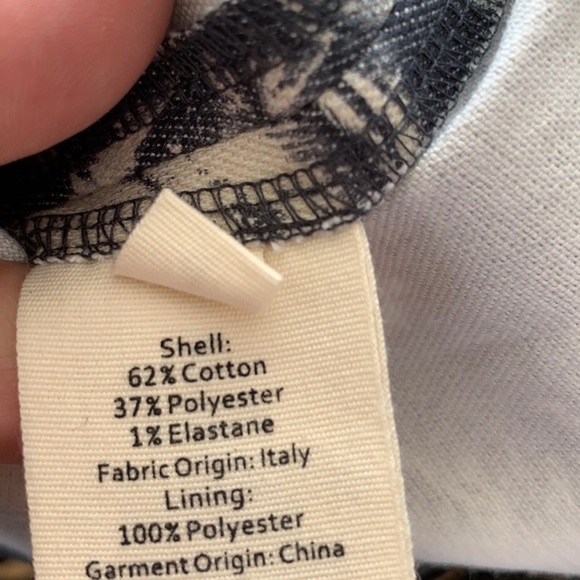 Shell:
62% Cotton
37% Polyester
1% Elastane
Fabric Origin: Italy
Lining:
100% Polyester
Garment Origin: China